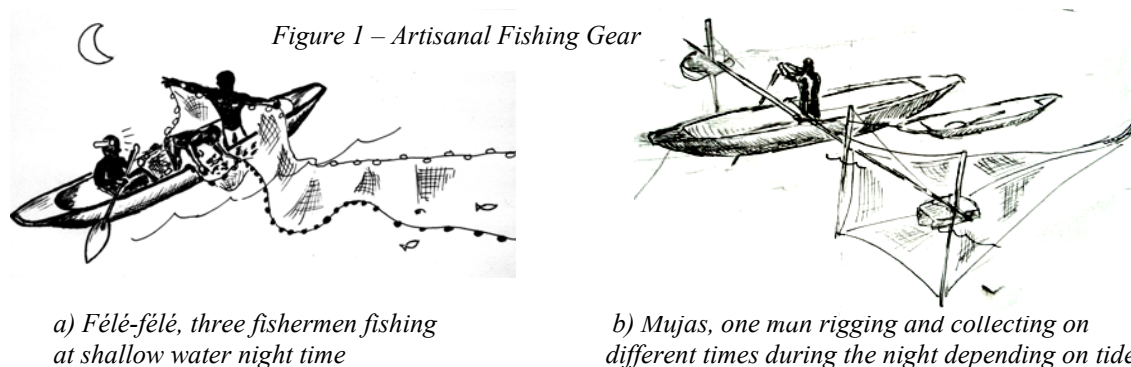 Figure 1 – Artisanal Fishing Gear
a) Félé-félé, three fishermen fishing
at shallow water night time
b) Mujas, one man rigging and collecting on
different times during the night depending on tide